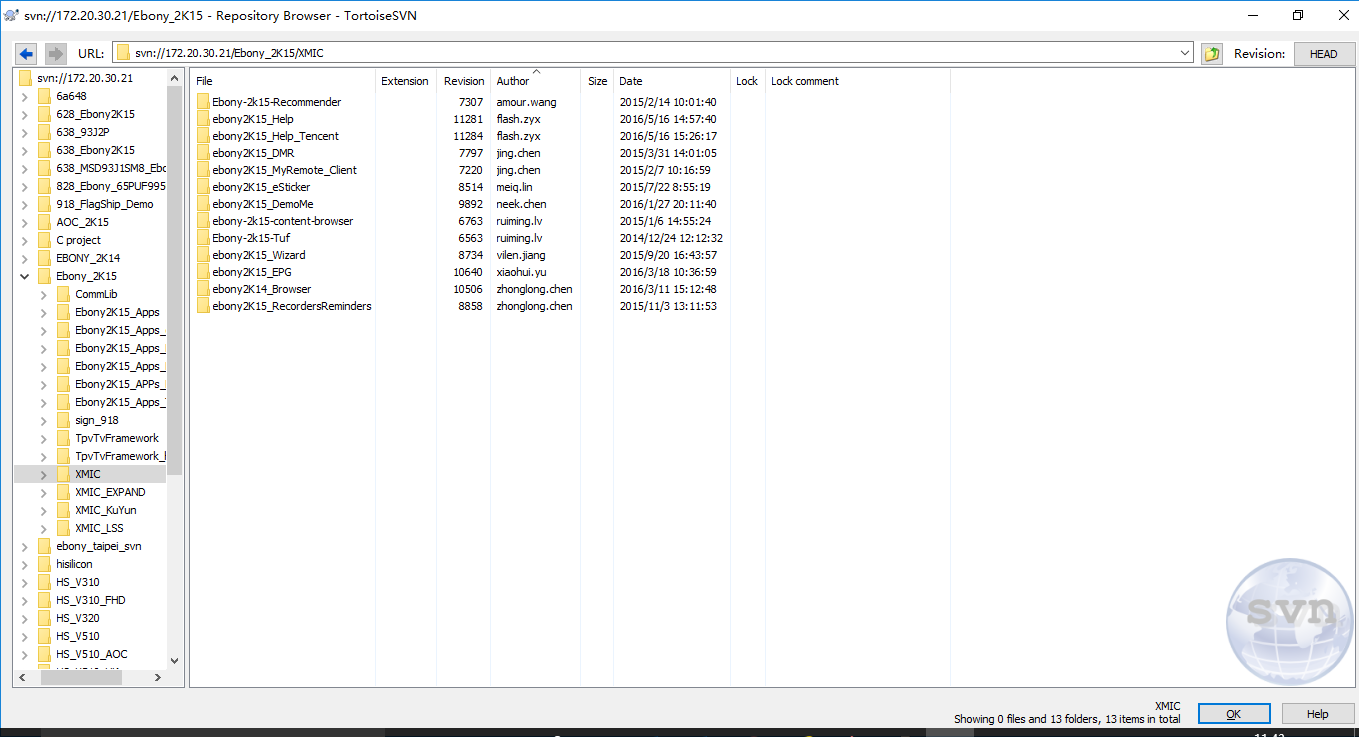 svn://172.20.30.21/Ebony_2K15 - Repository Browser - TortoiseSVN
URL: svn://172.20.30.21/Ebony_2K15/XMIC Revision: HEAD
svn://172.20.30.21
6a648
628_Ebony2K15
638_93J2P
638_Ebony2K15
638_MSD93J1SM8_Ebo
828_Ebony_65PUF995
918_FlagShip_Demo
AOC_2K15
C project
EBONY_2K14
Ebony_2K15
CommLib
Ebony2K15_Apps
Ebony2K15_Apps_
Ebony2K15_Apps_
Ebony2K15_Apps_
Ebony2K15_APPs_
Ebony2K15_Apps_
sign_918
TpvTvFramework
TpvTvFramework_
XMIC
XMIC_EXPAND
XMIC_KuYun
XMIC_LSS
ebony_taipei_svn
hisilicon
HS_V310
HS_V310_FHD
HS_V320
HS_V510
HS_V510_AOC
File Extension Revision Author Size Date Lock Lock comment
Ebony-2k15-Recommender 7307 amour.wang 2015/2/14 10:01:40
ebony2K15_Help 11281 flash.zyx 2016/5/16 14:57:40
ebony2K15_Help_Tencent 11284 flash.zyx 2016/5/16 15:26:17
ebony2K15_DMR 7797 jing.chen 2015/3/31 14:01:05
ebony2K15_MyRemote_Client 7220 jing.chen 2015/2/7 10:16:59
ebony2K15_eSticker 8514 meiq.lin 2015/7/22 8:55:19
ebony2K15_DemoMe 9892 neek.chen 2016/1/27 20:11:40
ebony-2k15-content-browser 6763 ruiming.lv 2015/1/6 14:55:24
Ebony-2k15-Tuf 6563 ruiming.lv 2014/12/24 12:12:32
ebony2K15_Wizard 8734 vilen.jiang 2015/9/20 16:43:57
ebony2K15_EPG 10640 xiaohui.yu 2016/3/18 10:36:59
ebony2K14_Browser 10506 zhonglong.chen 2016/3/11 15:12:48
ebony2K15_RecordersReminders 8858 zhonglong.chen 2015/11/3 13:11:53
svn
XMIC
Showing 0 files and 13 folders, 13 items in total
OK Help